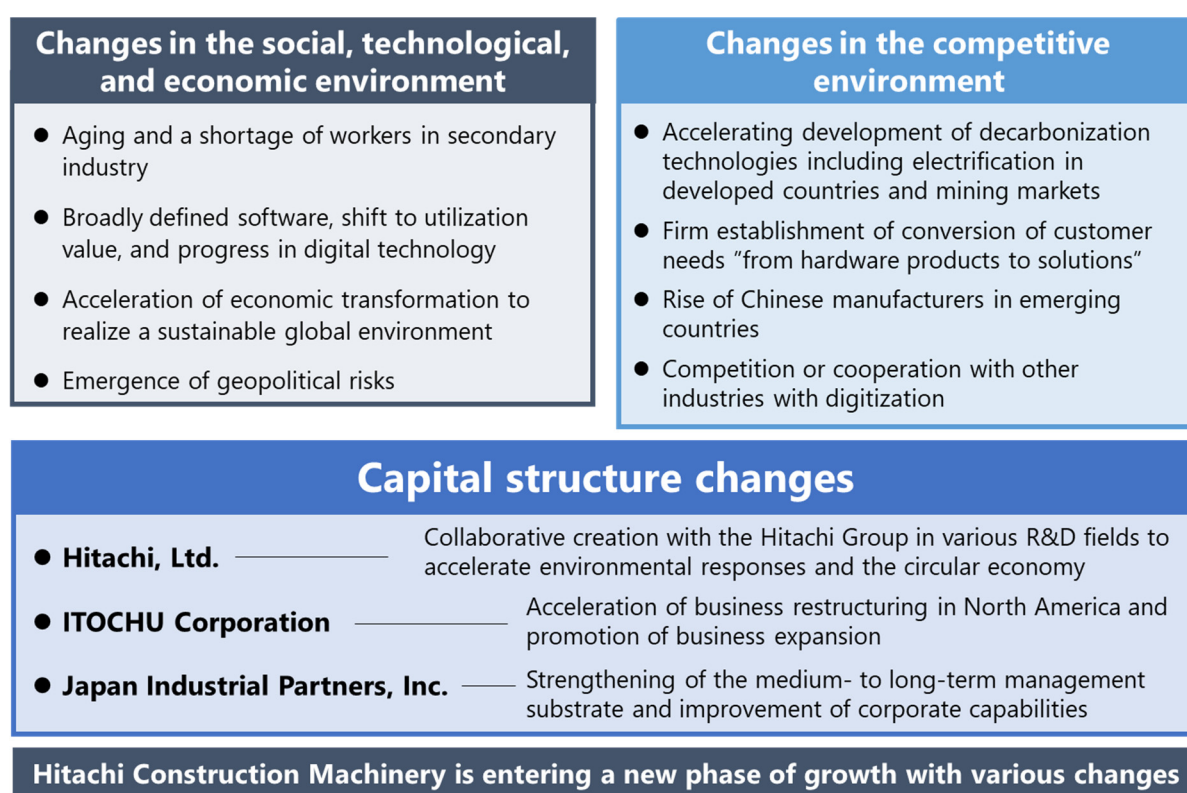 Changes in the social, technological,
and economic environment
● Aging and a shortage of workers in secondary
industry
● Broadly defined software, shift to utilization
value, and progress in digital technology
● Acceleration of economic transformation to
realize a sustainable global environment
● Emergence of geopolitical risks
Changes in the competitive
environment
● Accelerating development of decarbonization
technologies including electrification in
developed countries and mining markets
● Firm establishment of conversion of customer
needs "from hardware products to solutions"
● Rise of Chinese manufacturers in emerging
countries
● Competition or cooperation with other
industries with digitization
Capital structure changes
● Hitachi, Ltd.
Collaborative creation with the Hitachi Group in various R&D fields to
accelerate environmental responses and the circular economy
● ITOCHU Corporation
Acceleration of business restructuring in North America and
promotion of business expansion
● Japan Industrial Partners, Inc.
Strengthening of the medium- to long-term management
substrate and improvement of corporate capabilities
Hitachi Construction Machinery is entering a new phase of growth with various changes